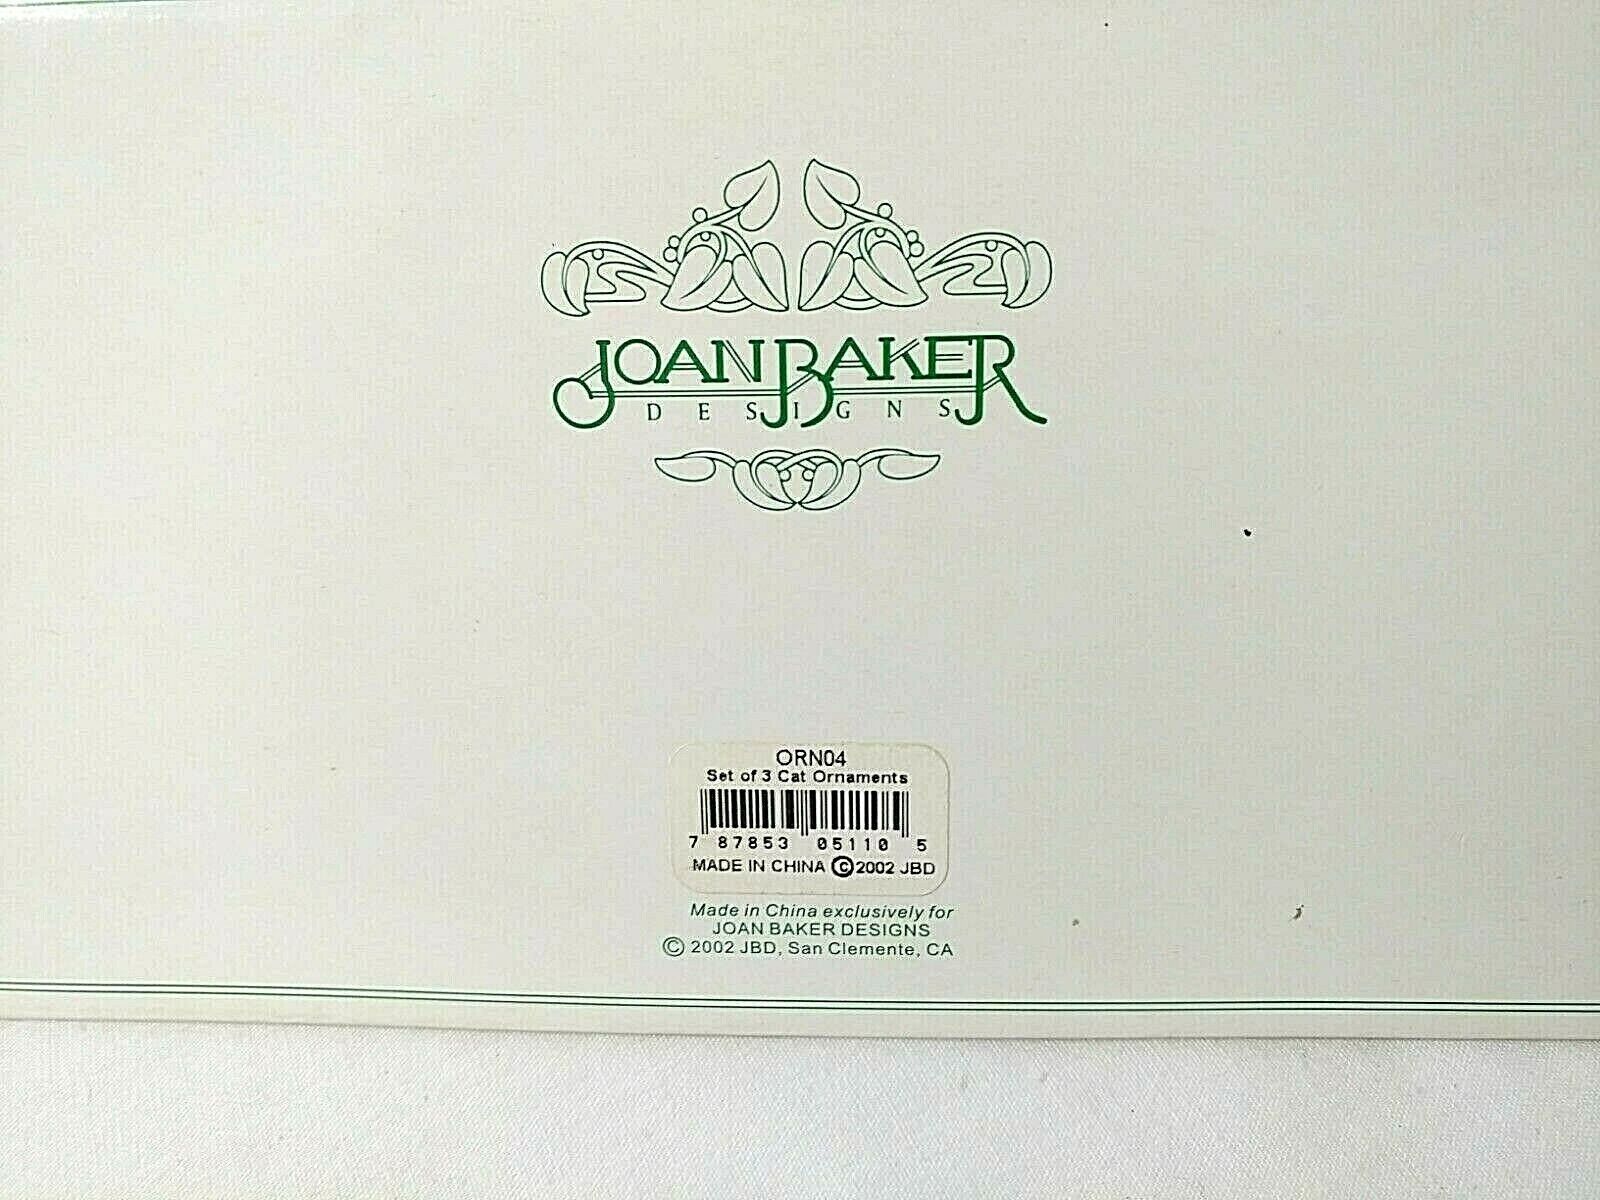 JOAN BAKER
DESIGNS
ORN04
Set of 3 Cat Ornaments
7 87853 05110 5
MADE IN CHINA © 2002 JBD
Made in China exclusively for
JOAN BAKER DESIGNS
© 2002 JBD, San Clemente, CA